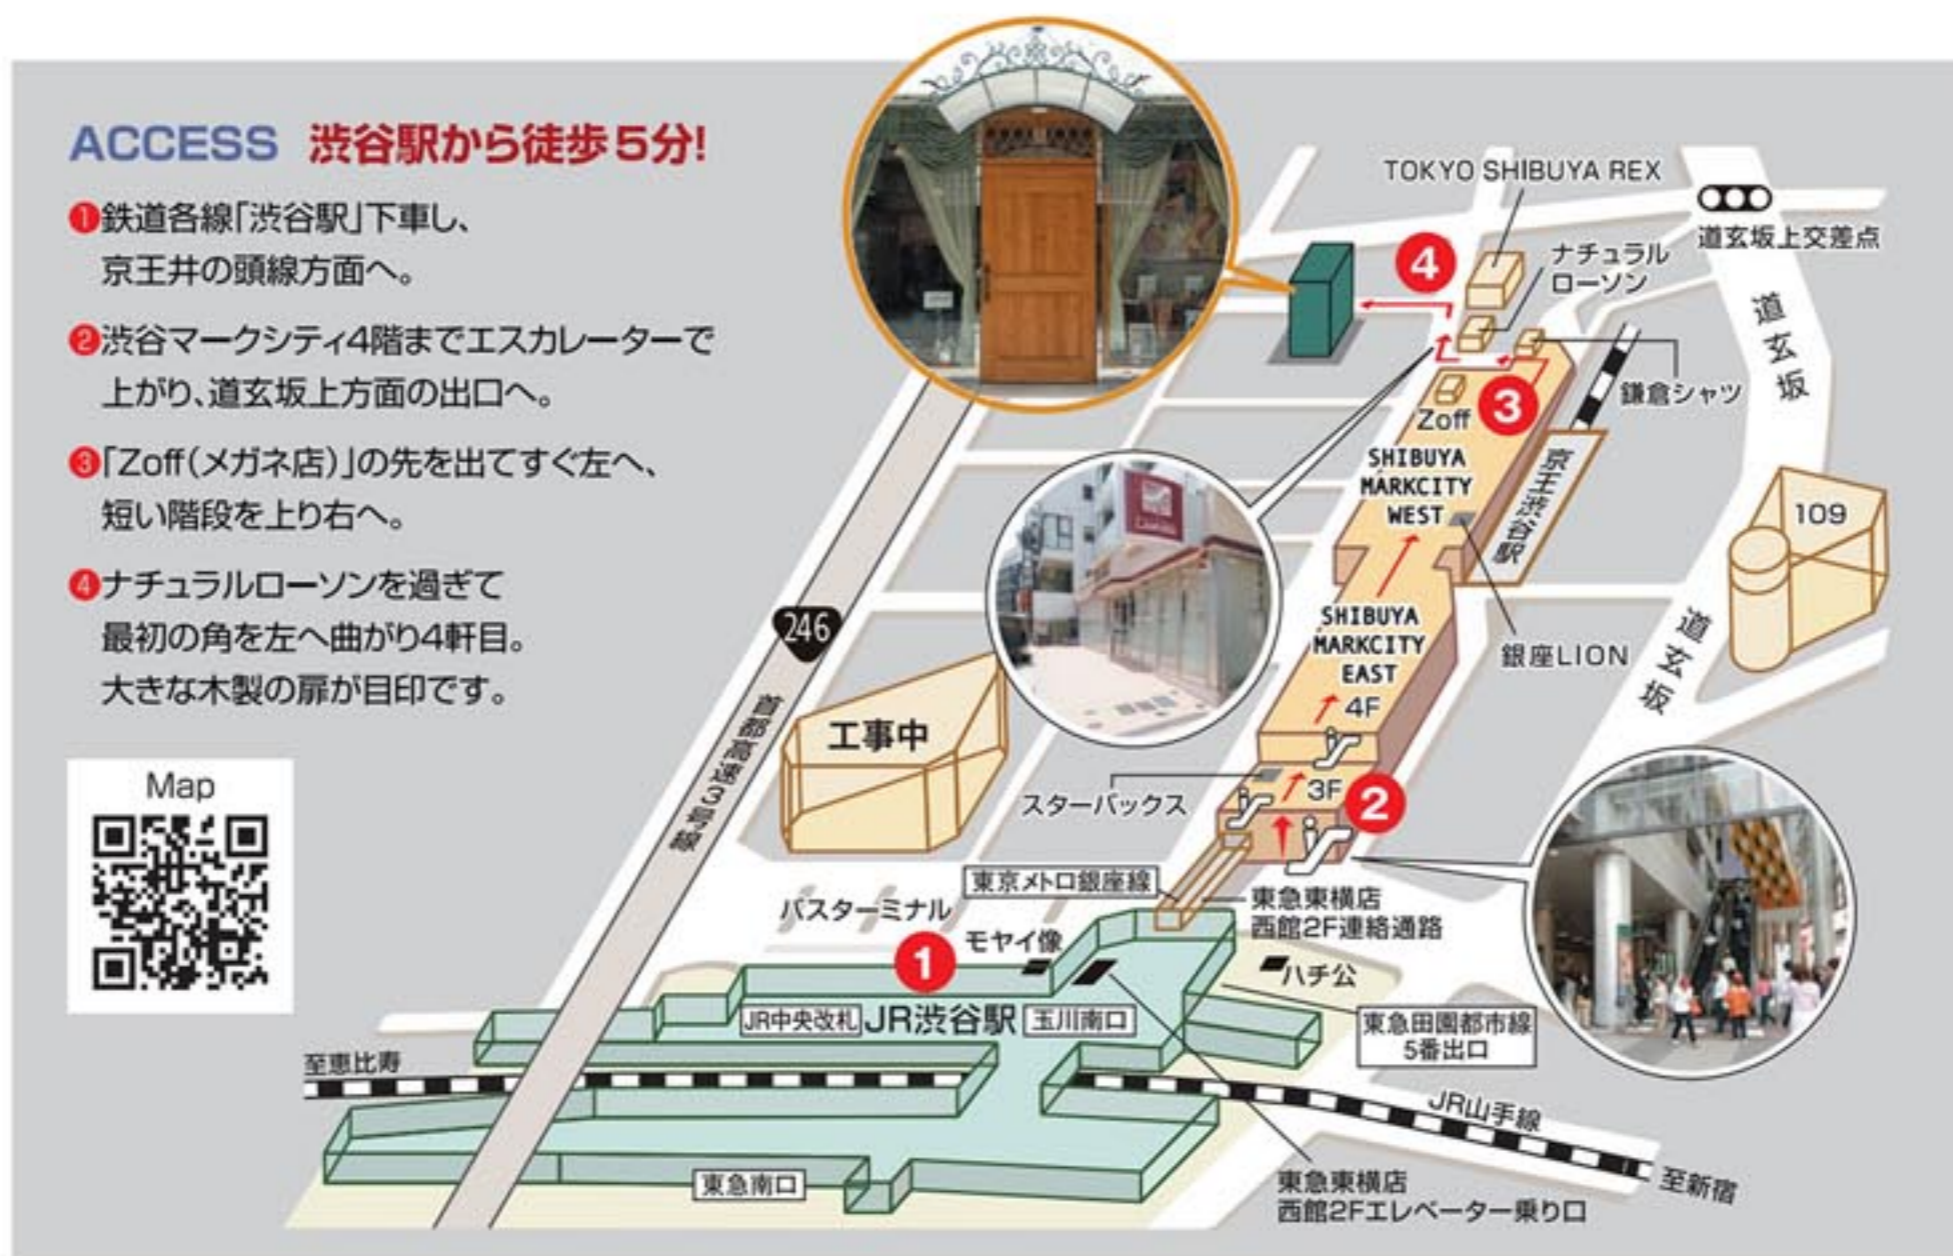 ACCESS 渋谷駅から徒歩5分!
❶鉄道各線「渋谷駅」下車し、
京王井の頭線方面へ。
❷渋谷マークシティ4階までエスカレーターで
上がり、道玄坂上方面の出口へ。
❸「Zoff(メガネ店)」の先を出てすぐ左へ、
短い階段を上り右へ。
❹ナチュラルローソンを過ぎて
最初の角を左へ曲がり4軒目。
大きな木製の扉が目印です。
Map
TOKYO SHIBUYA REX
道玄坂上交差点
ナチュラル
ローソン
4
道玄坂
鎌倉シャツ
3
Zoff
SHIBUYA
MARKCITY
WEST
京王渋谷駅
109
246
SHIBUYA
MARKCITY
EAST
銀座LION
道玄坂
4F
工事中
首都高速3号線
3F
2
スターバックス
東京メトロ銀座線
東急東横店
西館2F連絡通路
バスターミナル
モヤイ像
1
ハチ公
JR中央改札
JR渋谷駅
玉川南口
東急田園都市線
5番出口
至恵比寿
JR山手線
東急南口
東急東横店
西館2Fエレベーター乗り口
至新宿